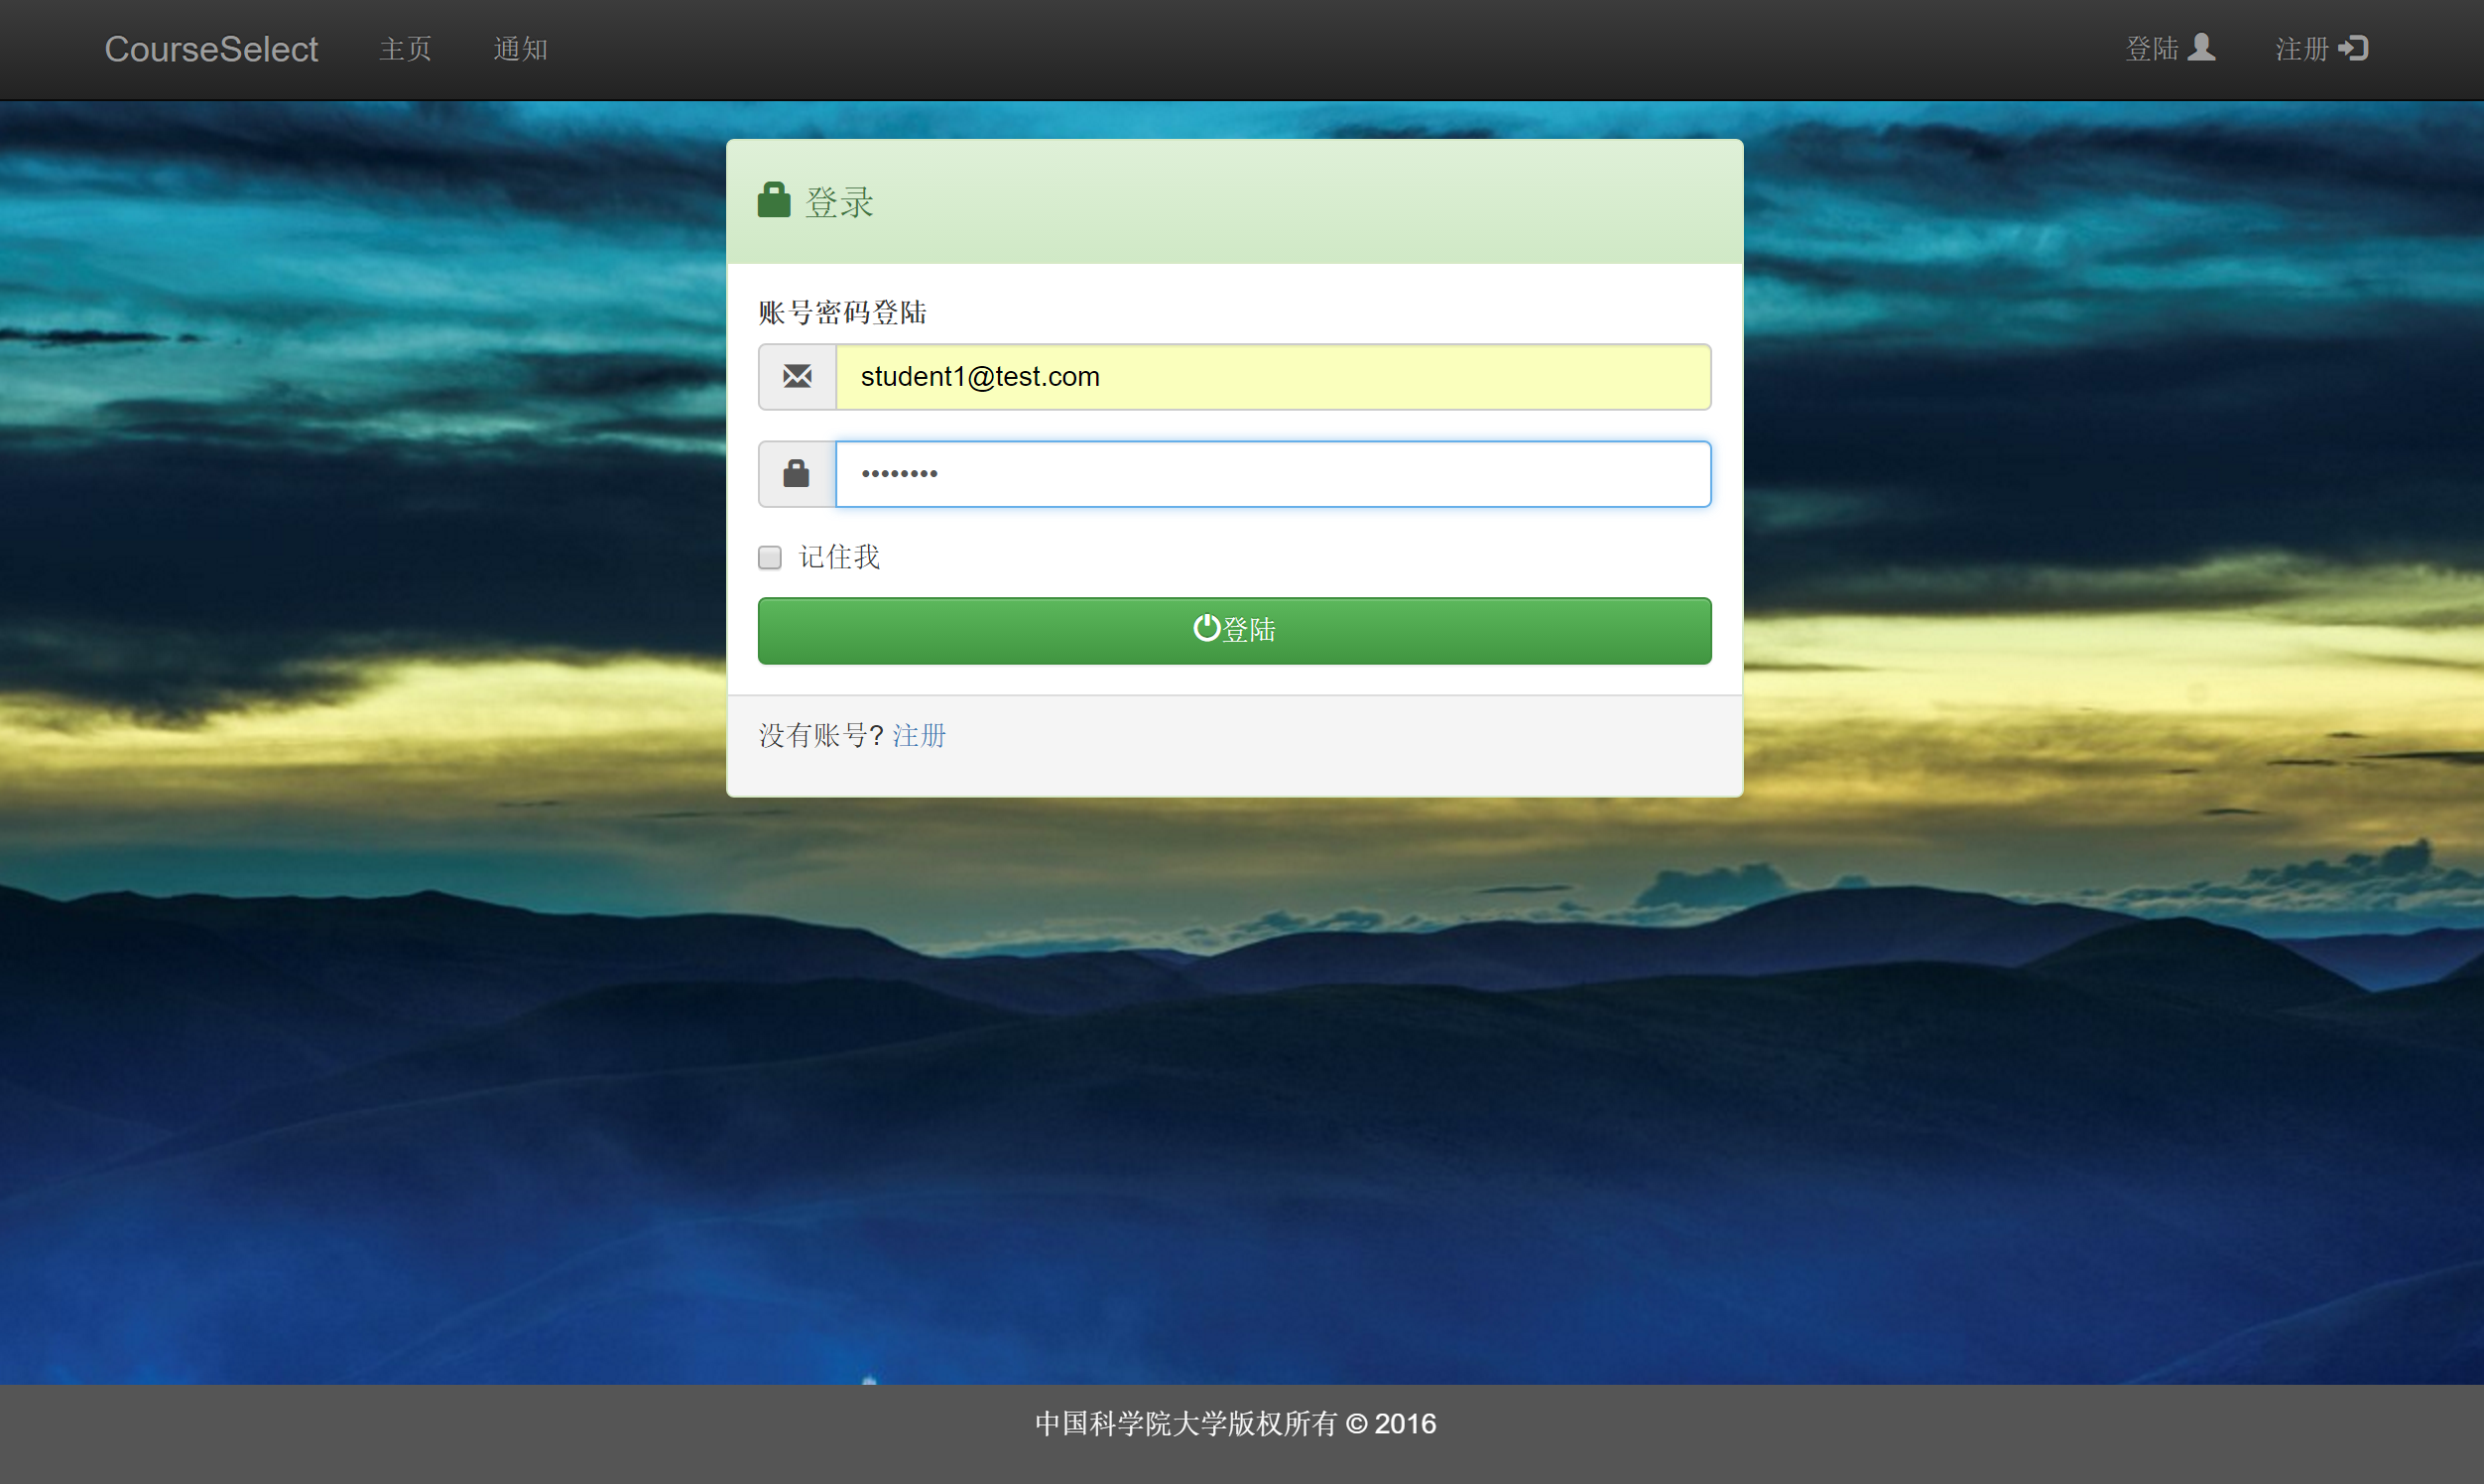 CourseSelect 主页 通知 登陆 注册
登录
账号密码登陆
student1@test.com
••••••••
记住我
登陆
没有账号? 注册
中国科学院大学版权所有 © 2016